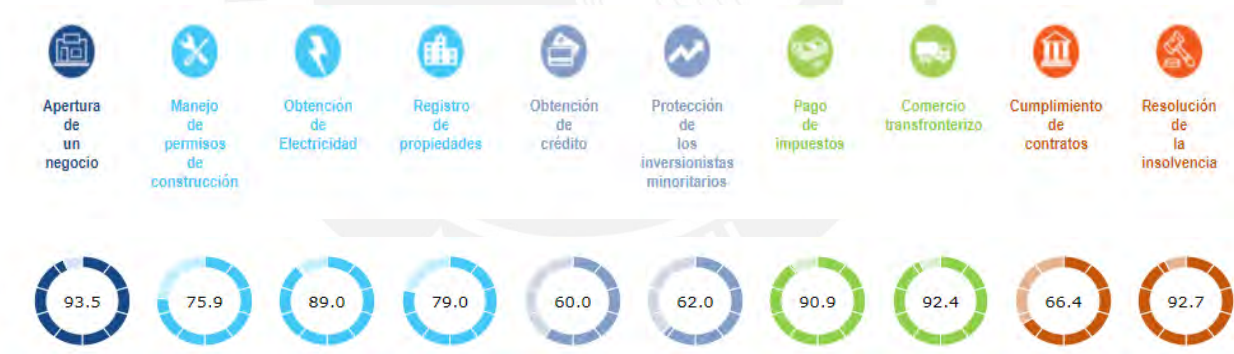 Apertura
de
un
negocio
Manejo
de
permisos
de
construcción
Obtención
de
Electricidad
Registro
de
propiedades
Obtención
de
crédito
Protección
de
los
inversionistas
minoritarios
Pago
de
impuestos
Comercio
transfronterizo
Cumplimiento
de
contratos
Resolución
de
la
insolvencia
93.5
75.9
89.0
79.0
60.0
62.0
90.9
92.4
66.4
92.7